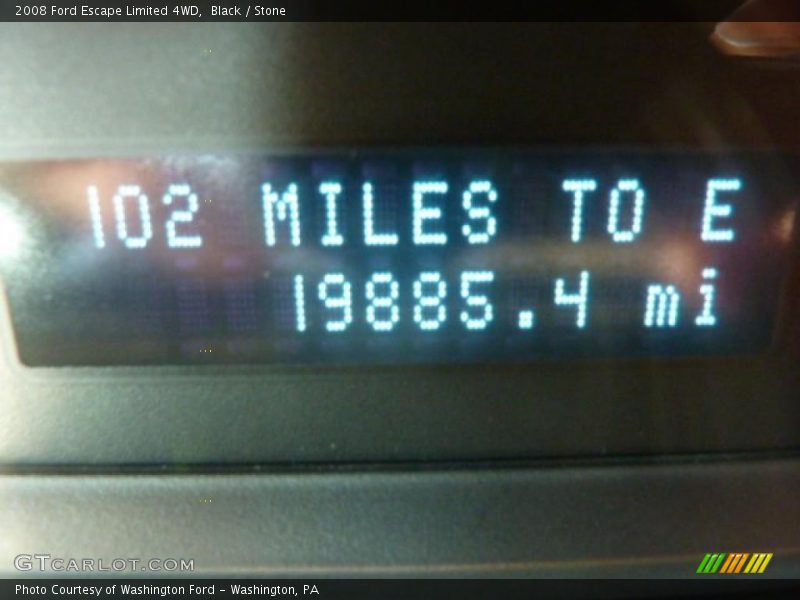 2008 Ford Escape Limited 4WD, Black / Stone
102 MILES TO E
19885.4 mi
GTCARLOT.COM
Photo Courtesy of Washington Ford - Washington, PA